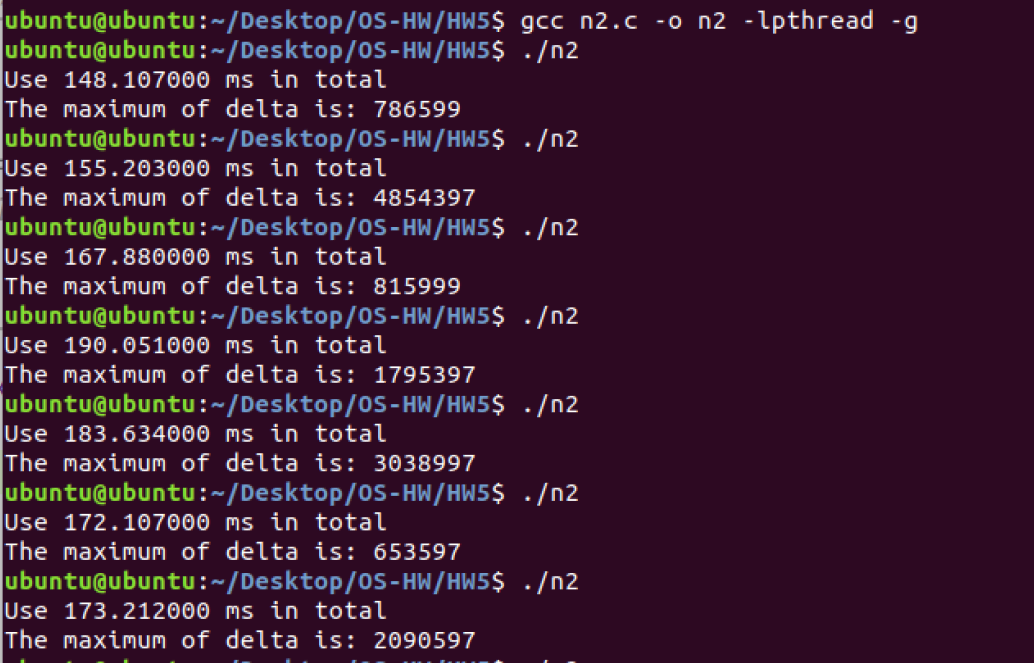 ubuntu@ubuntu:~/Desktop/OS-HW/HW5$ gcc n2.c -o n2 -lpthread -g
ubuntu@ubuntu:~/Desktop/OS-HW/HW5$ ./n2
Use 148.107000 ms in total
The maximum of delta is: 786599
ubuntu@ubuntu:~/Desktop/OS-HW/HW5$ ./n2
Use 155.203000 ms in total
The maximum of delta is: 4854397
ubuntu@ubuntu:~/Desktop/OS-HW/HW5$ ./n2
Use 167.880000 ms in total
The maximum of delta is: 815999
ubuntu@ubuntu:~/Desktop/OS-HW/HW5$ ./n2
Use 190.051000 ms in total
The maximum of delta is: 1795397
ubuntu@ubuntu:~/Desktop/OS-HW/HW5$ ./n2
Use 183.634000 ms in total
The maximum of delta is: 3038997
ubuntu@ubuntu:~/Desktop/OS-HW/HW5$ ./n2
Use 172.107000 ms in total
The maximum of delta is: 653597
ubuntu@ubuntu:~/Desktop/OS-HW/HW5$ ./n2
Use 173.212000 ms in total
The maximum of delta is: 2090597